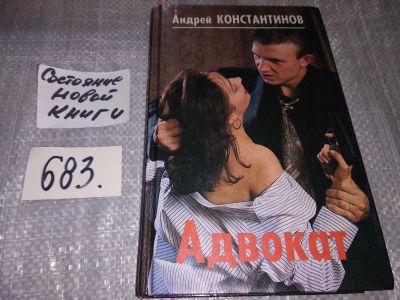 Андрей КОНСТАНТИНОВ
Адвокат
Состояние
новой
книги
683.